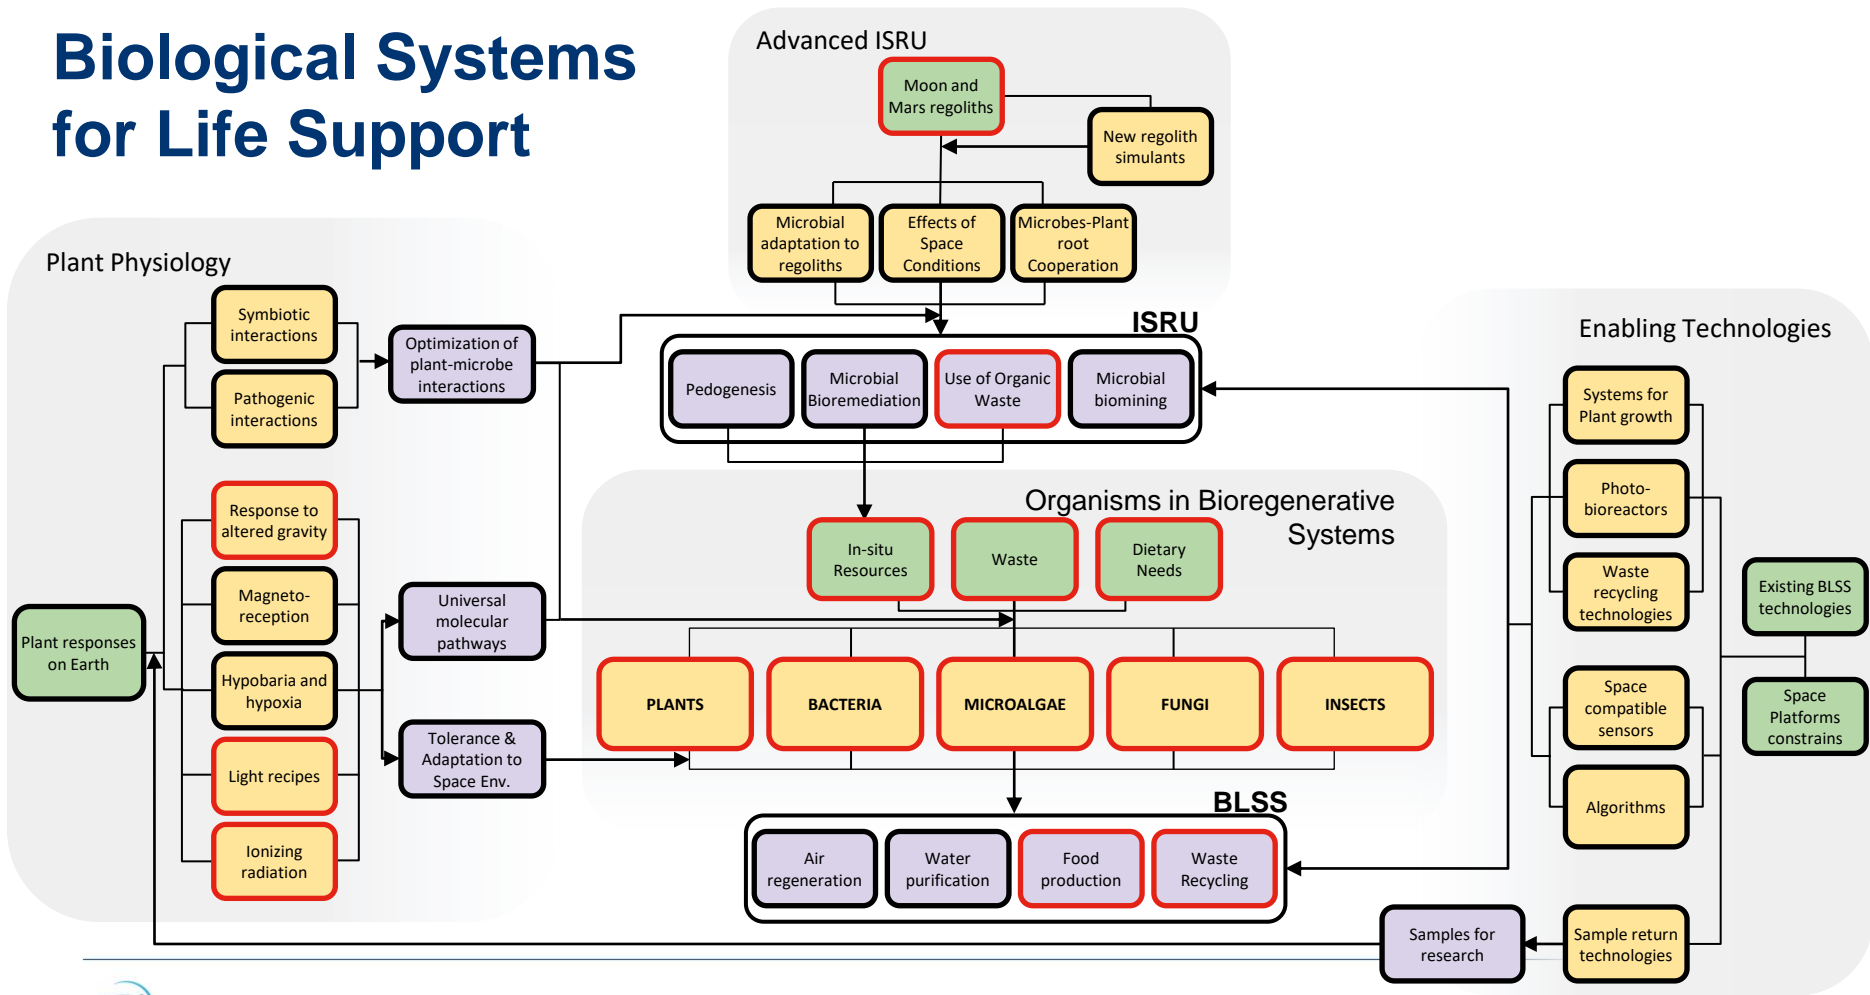 Biological Systems
for Life Support
Advanced ISRU
Moon and
Mars regoliths
New regolith
simulants
Microbial
adaptation to
regoliths
Effects of
Space
Conditions
Microbes-Plant
root
Cooperation
Plant Physiology
Symbiotic
interactions
Pathogenic
interactions
Optimization of
plant-microbe
interactions
Response to
altered gravity
Magneto-
reception
Hypobaria and
hypoxia
Light recipes
Ionizing
radiation
Plant responses
on Earth
Universal
molecular
pathways
Tolerance &
Adaptation to
Space Env.
ISRU
Pedogenesis
Microbial
Bioremediation
Use of Organic
Waste
Microbial
biomining
Organisms in Bioregenerative
Systems
In-situ
Resources
Waste
Dietary
Needs
PLANTS
BACTERIA
MICROALGAE
FUNGI
INSECTS
BLSS
Air
regeneration
Water
purification
Food
production
Waste
Recycling
Enabling Technologies
Systems for
Plant growth
Photo-
bioreactors
Waste
recycling
technologies
Space
compatible
sensors
Algorithms
Existing BLSS
technologies
Space
Platforms
constrains
Samples for
research
Sample return
technologies